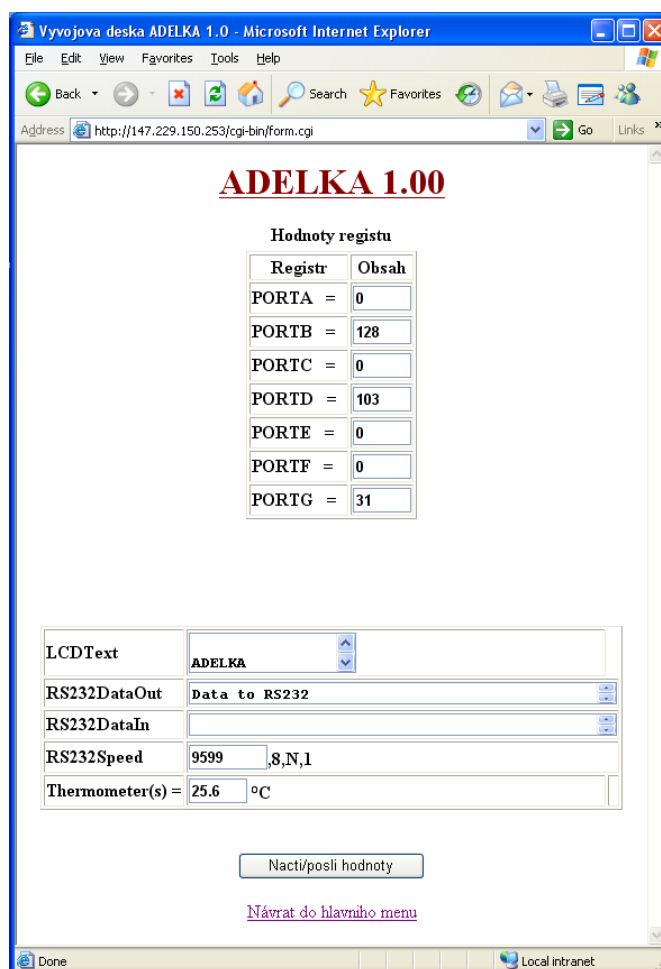 Vyvojova deska ADELKA 1.0 - Microsoft Internet Explorer
File Edit View Favorites Tools Help
Back Search Favorites
Address http://147.229.150.253/cgi-bin/form.cgi Go Links »
ADELKA 1.00
Hodnoty registu
Registr Obsah
PORTA = 0
PORTB = 128
PORTC = 0
PORTD = 103
PORTE = 0
PORTF = 0
PORTG = 31
LCDText ADELKA
RS232DataOut Data to RS232
RS232DataIn
RS232Speed 9599 ,8,N,1
Thermometer(s) = 25.6 ºC
Nacti/posli hodnoty
Návrat do hlavniho menu
Done Local intranet